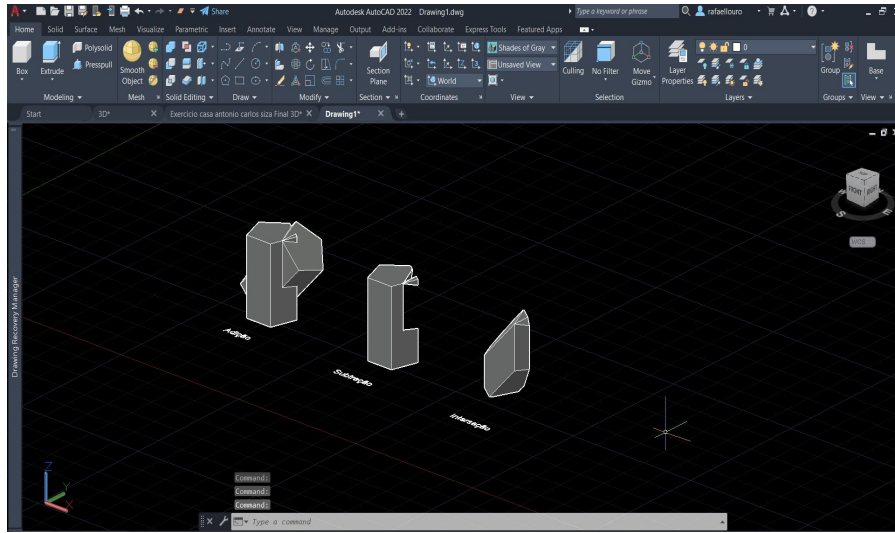 Share
Autodesk AutoCAD 2022 Drawing1.dwg
Type a keyword or phrase
rafaellouro
Home Solid Surface Mesh Visualize Parametric Insert Annotate View Manage Output Add-ins Collaborate Express Tools Featured Apps
Box
Extrude
Polysolid
Presspull
Smooth
Object
Section
Plane
World
Shades of Gray
Unsaved View
Culling
No Filter
Move
Gizmo
Layer
Properties
0
Group
Base
Modeling
Mesh
Solid Editing
Draw
Modify
Section
Coordinates
View
Selection
Layers
Groups
View
Start
3D*
Exercicio casa antonio carlos siza Final 3D*
Drawing1*
FRONT
RIGHT
S
E
WCS
Drawing Recovery Manager
Adição
Subtração
Interseção
Z
Y
X
Command:
Command:
Command:
Type a command